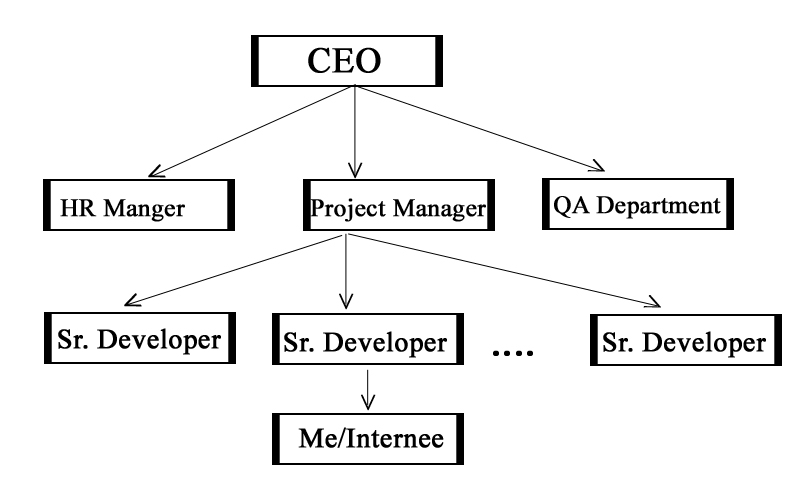 CEO
HR Manger
Project Manager
QA Department
Sr. Developer
Sr. Developer
....
Sr. Developer
Me/Internee